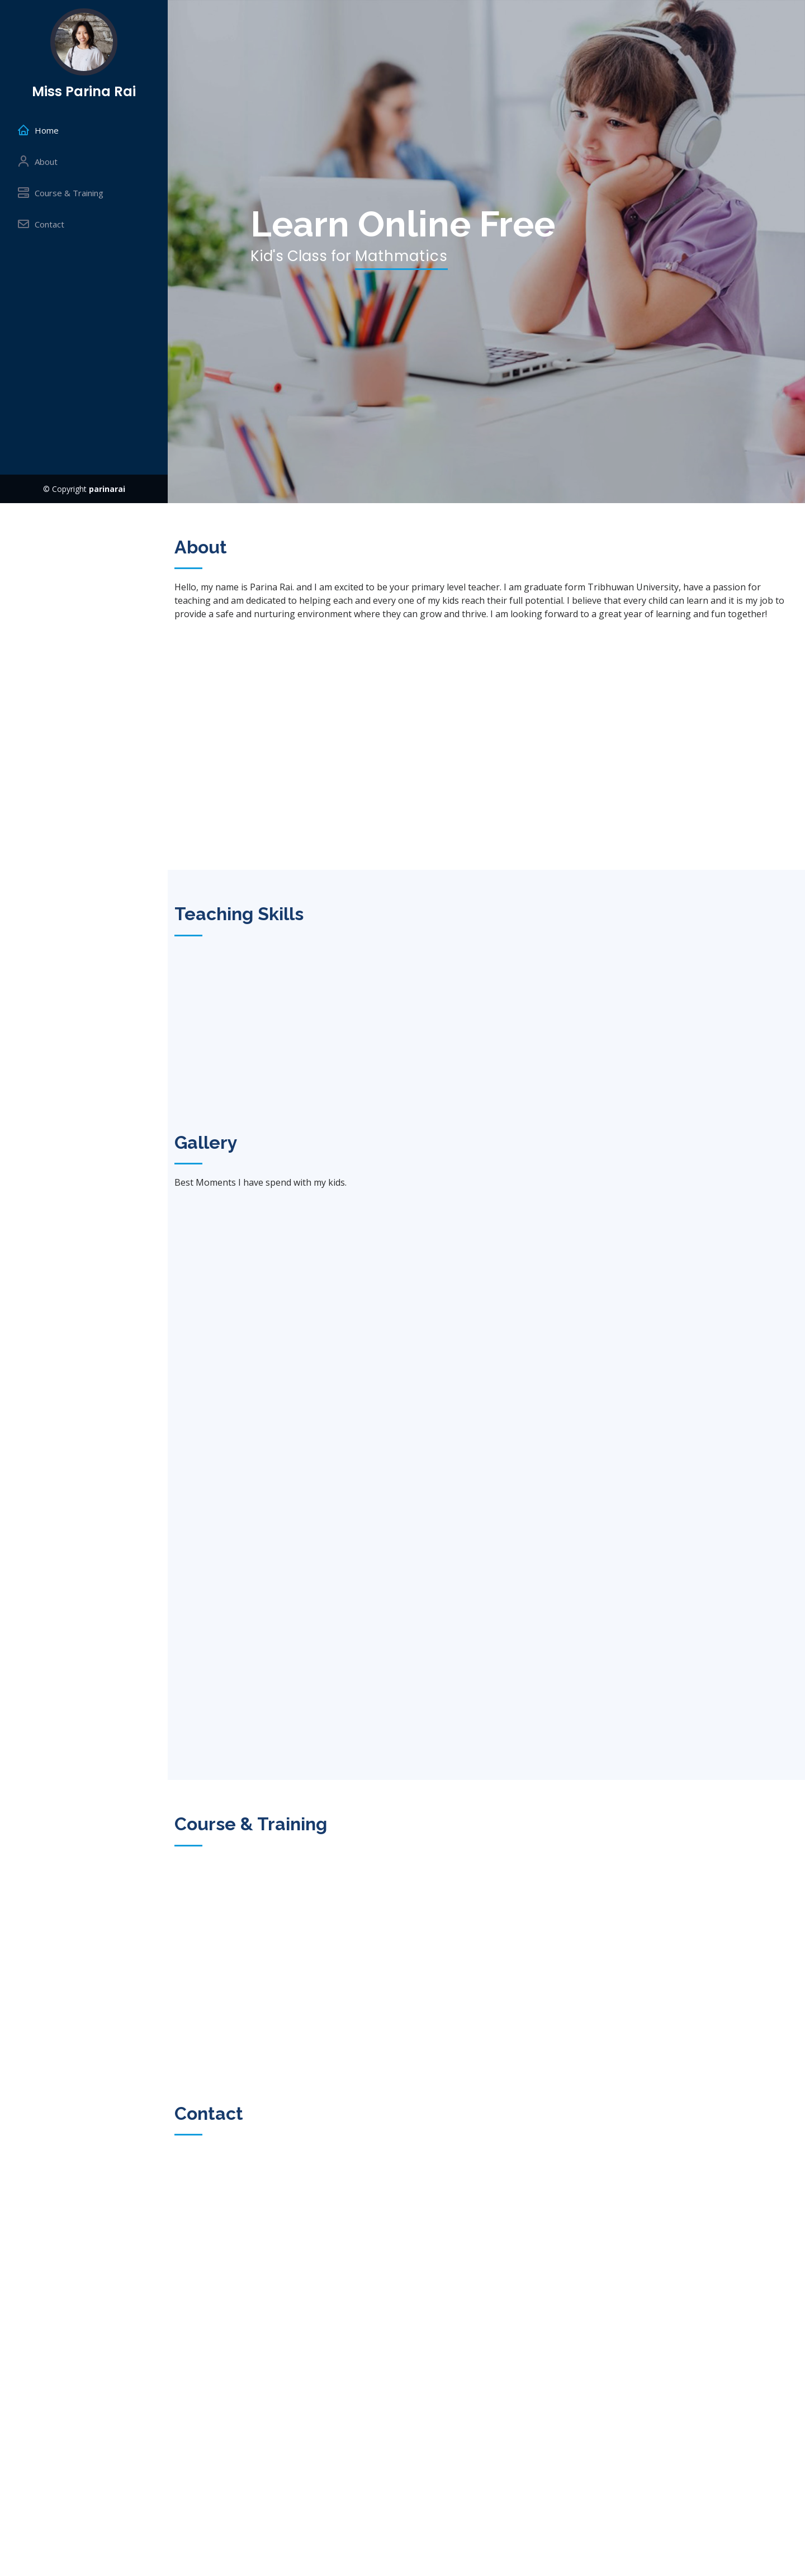 Miss Parina Rai
Home
About
Course & Training
Contact
© Copyright parinarai
Learn Online Free
Kid's Class for Mathmatics
About
Hello, my name is Parina Rai. and I am excited to be your primary level teacher. I am graduate form Tribhuwan University, have a passion for
teaching and am dedicated to helping each and every one of my kids reach their full potential. I believe that every child can learn and it is my job to
provide a safe and nurturing environment where they can grow and thrive. I am looking forward to a great year of learning and fun together!
Teaching Skills
Gallery
Best Moments I have spend with my kids.
Course & Training
Contact